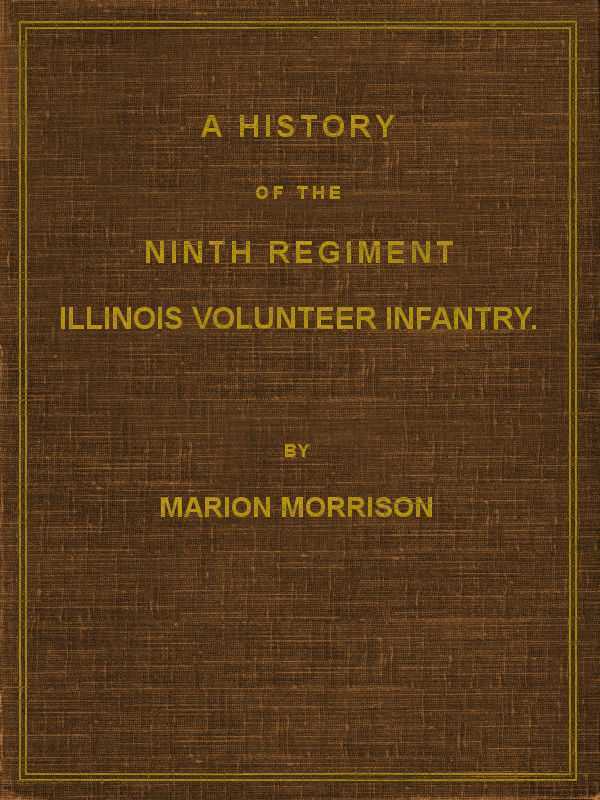 A HISTORY
OF THE
NINTH REGIMENT
ILLINOIS VOLUNTEER INFANTRY.
BY
MARION MORRISON